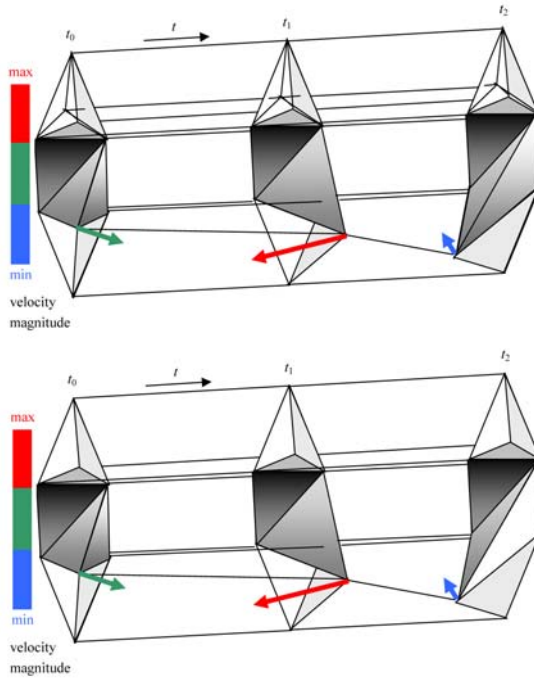 t0
t
t1
t2
max
min
velocity
magnitude
t0
t
t1
t2
max
min
velocity
magnitude